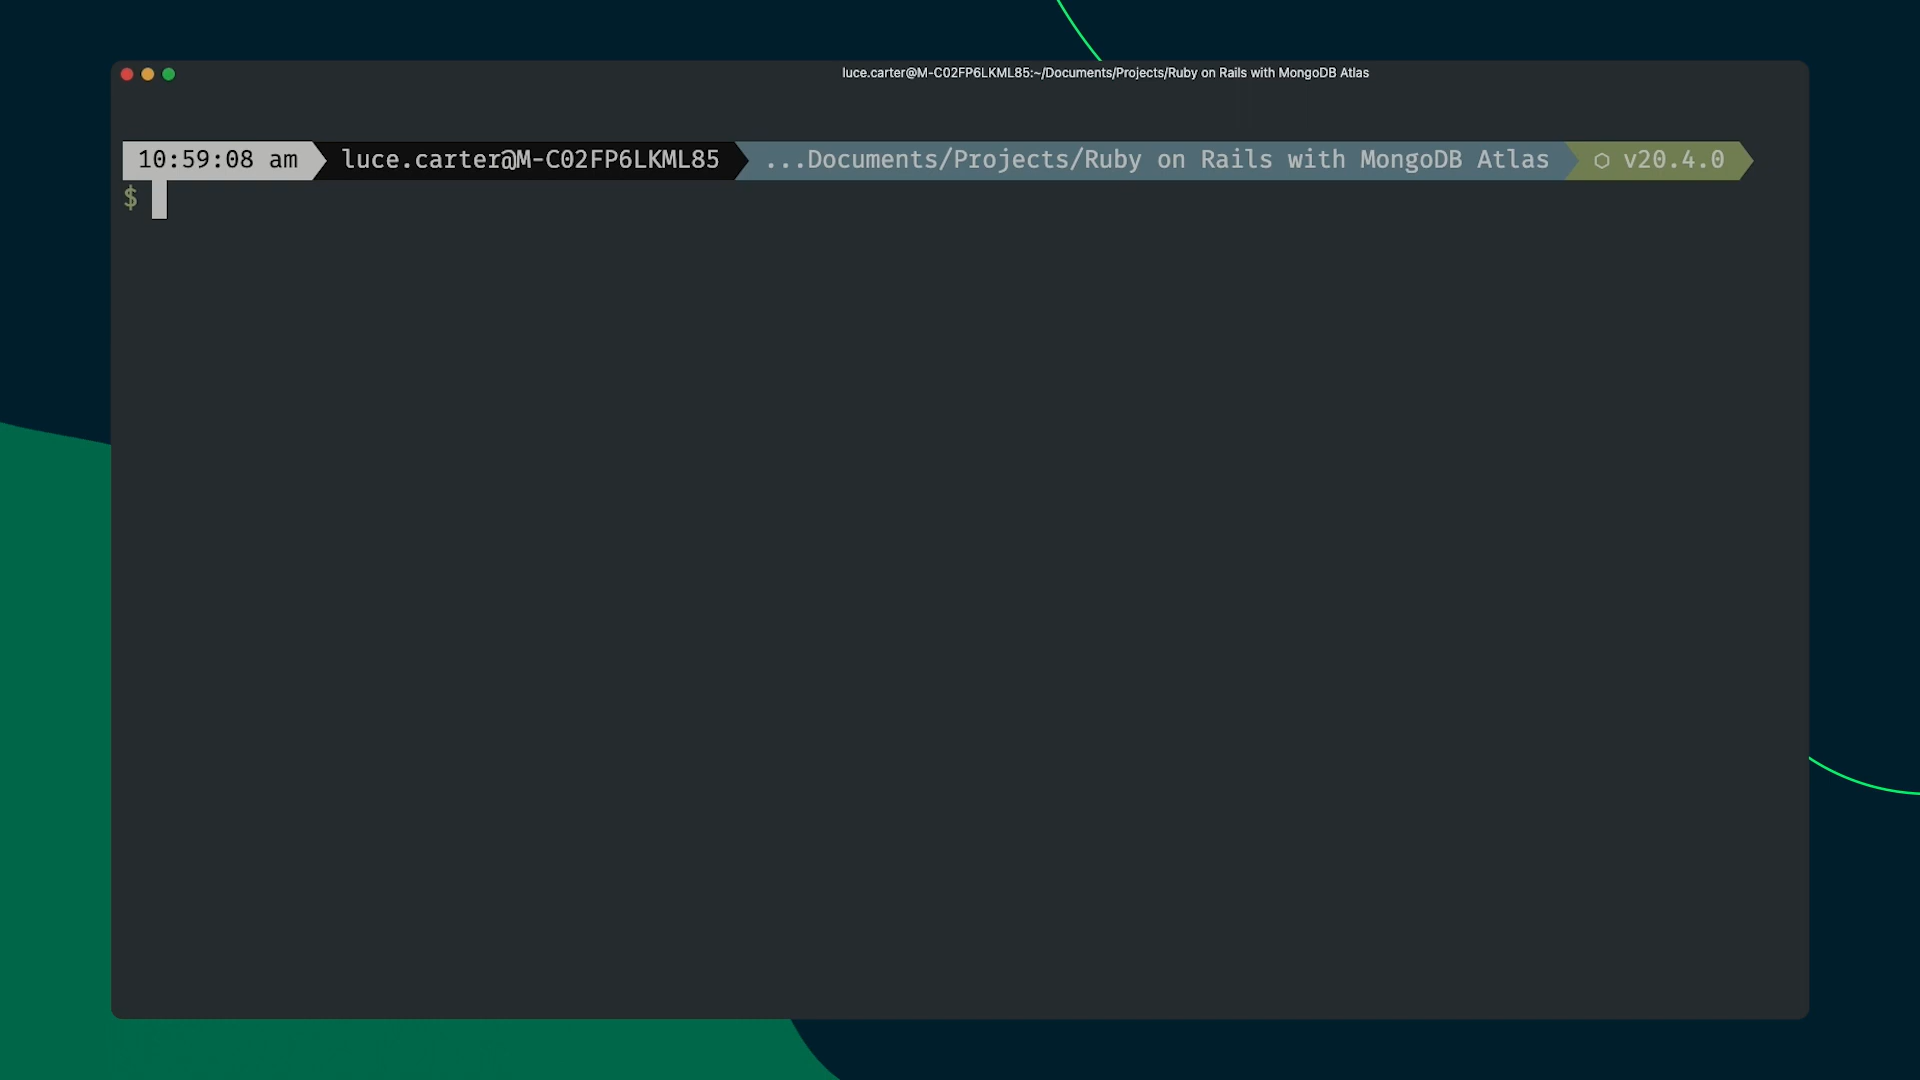 luce.carter@M-C02FP6LKML85:~/Documents/Projects/Ruby on Rails with MongoDB Atlas
10:59:08 am luce.carter@M-C02FP6LKML85 ...Documents/Projects/Ruby on Rails with MongoDB Atlas ⬡ v20.4.0
$